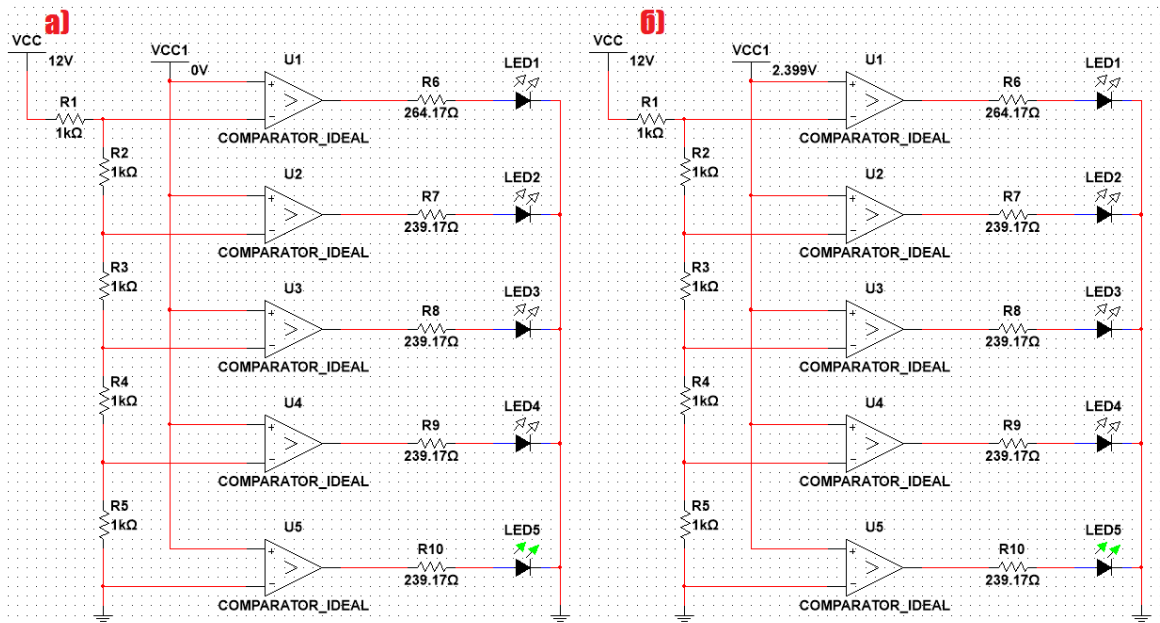 а)
VCC
12V
VCC1
0V
R1
1kΩ
R2
1kΩ
R3
1kΩ
R4
1kΩ
R5
1kΩ
U1
COMPARATOR_IDEAL
R6
264.17Ω
LED1
U2
COMPARATOR_IDEAL
R7
239.17Ω
LED2
U3
COMPARATOR_IDEAL
R8
239.17Ω
LED3
U4
COMPARATOR_IDEAL
R9
239.17Ω
LED4
U5
COMPARATOR_IDEAL
R10
239.17Ω
LED5
б)
VCC
12V
VCC1
2.399V
R1
1kΩ
R2
1kΩ
R3
1kΩ
R4
1kΩ
R5
1kΩ
U1
COMPARATOR_IDEAL
R6
264.17Ω
LED1
U2
COMPARATOR_IDEAL
R7
239.17Ω
LED2
U3
COMPARATOR_IDEAL
R8
239.17Ω
LED3
U4
COMPARATOR_IDEAL
R9
239.17Ω
LED4
U5
COMPARATOR_IDEAL
R10
239.17Ω
LED5